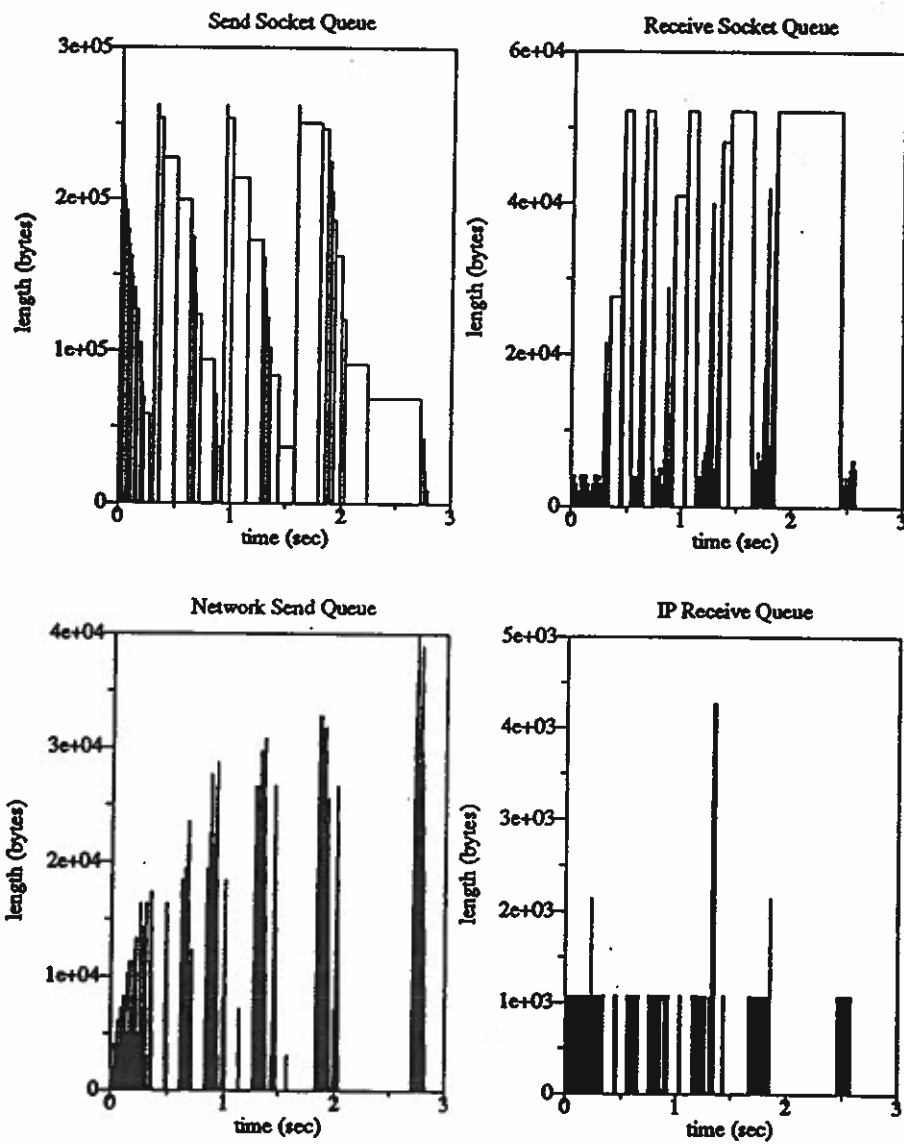 Send Socket Queue
3e+05
2e+05
1e+05
0
length (bytes)
0 1 2 3
time (sec)
Receive Socket Queue
6e+04
4e+04
2e+04
0
length (bytes)
0 1 2 3
time (sec)
Network Send Queue
4e+04
3e+04
2e+04
1e+04
0
length (bytes)
0 1 2 3
time (sec)
IP Receive Queue
5e+03
4e+03
3e+03
2e+03
1e+03
0
length (bytes)
0 1 2 3
time (sec)